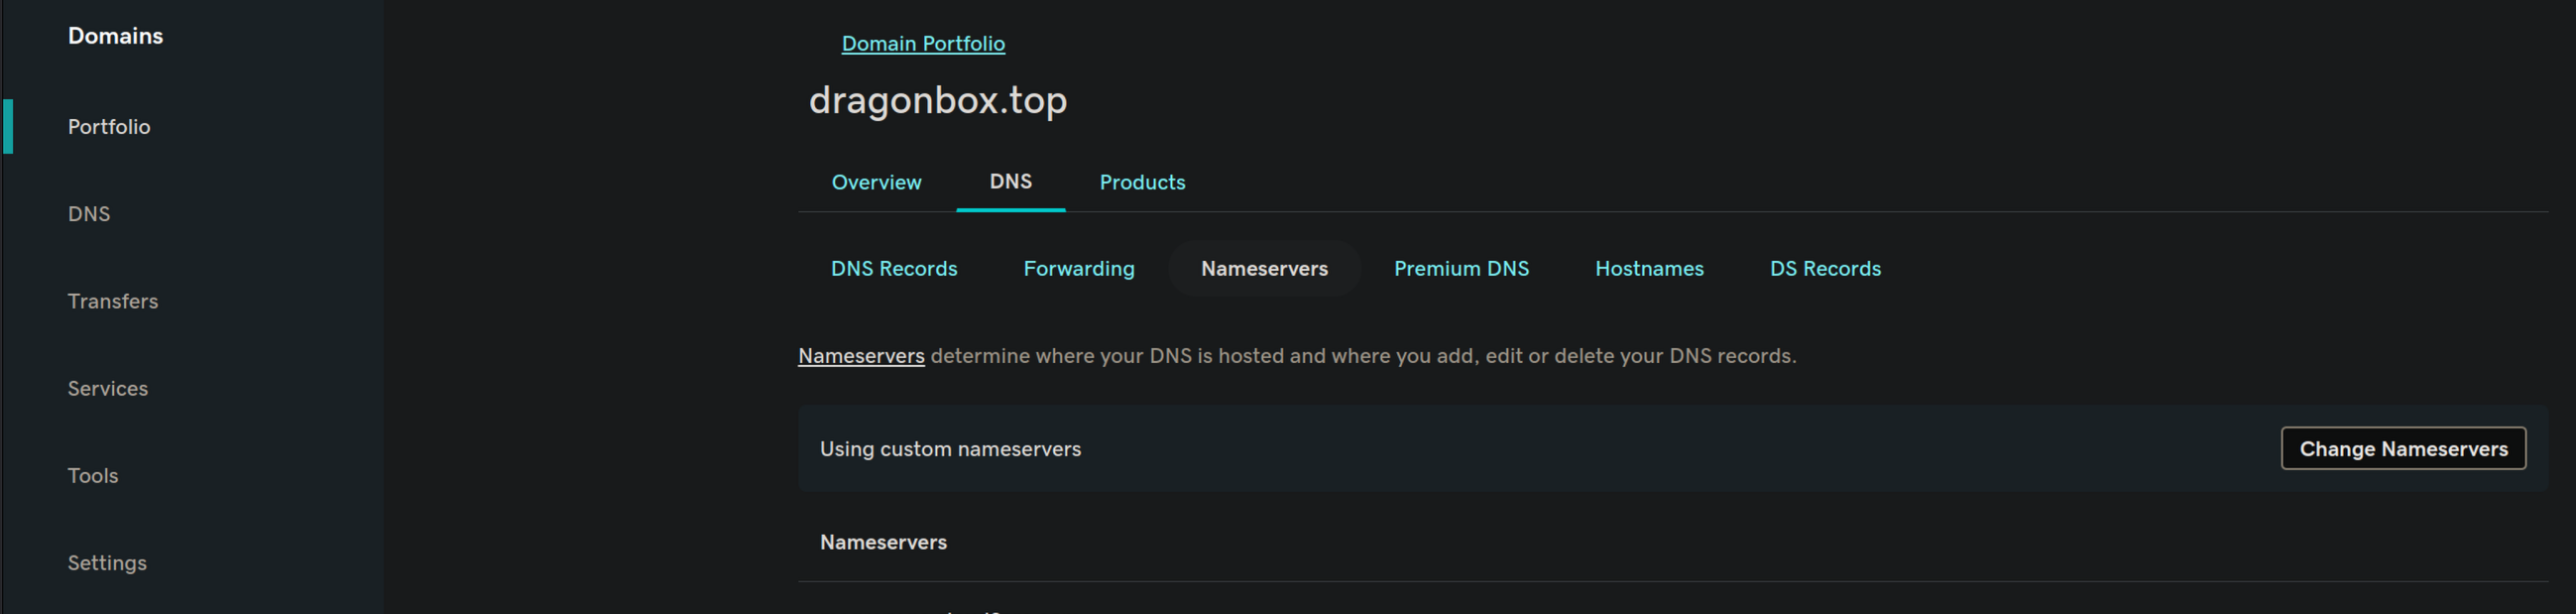 Domains
Portfolio
DNS
Transfers
Services
Tools
Settings
Domain Portfolio
dragonbox.top
Overview DNS Products
DNS Records Forwarding Nameservers Premium DNS Hostnames DS Records
Nameservers determine where your DNS is hosted and where you add, edit or delete your DNS records.
Using custom nameservers Change Nameservers
Nameservers